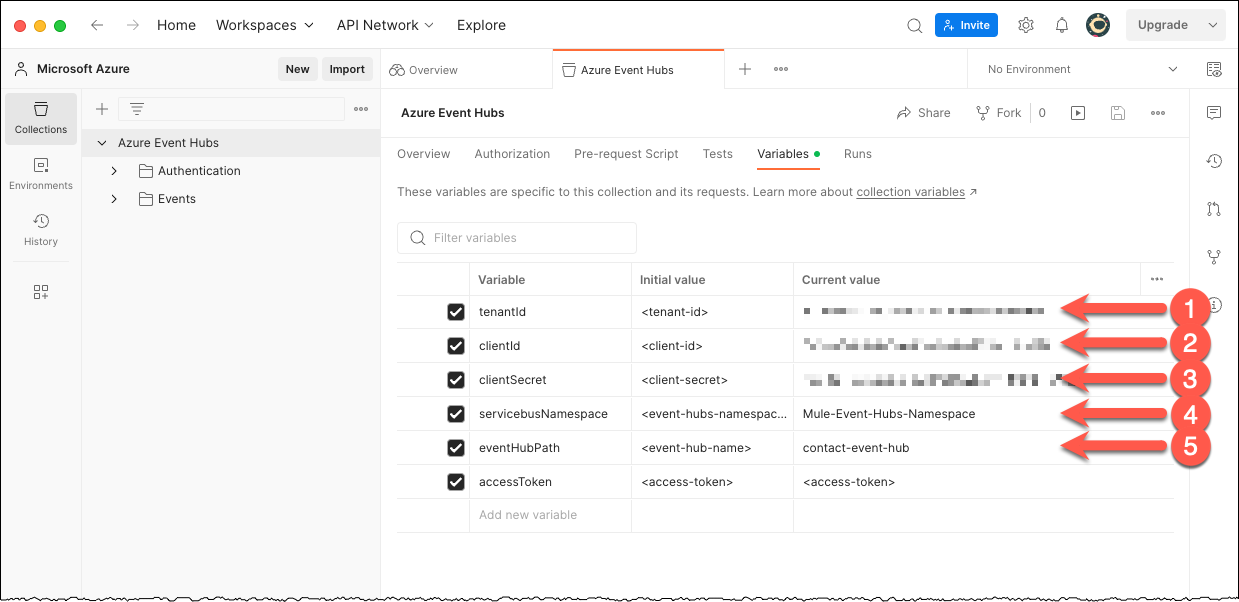 Home Workspaces API Network Explore Invite Upgrade
Microsoft Azure New Import Overview Azure Event Hubs No Environment
Collections
Environments
History
Azure Event Hubs
Authentication
Events
Azure Event Hubs Share Fork 0
Overview Authorization Pre-request Script Tests Variables Runs
These variables are specific to this collection and its requests. Learn more about collection variables ↗
Filter variables
Variable Initial value Current value
tenantId <tenant-id> 1
clientId <client-id> 2
clientSecret <client-secret> 3
servicebusNamespace <event-hubs-namespac... Mule-Event-Hubs-Namespace 4
eventHubPath <event-hub-name> contact-event-hub 5
accessToken <access-token> <access-token>
Add new variable